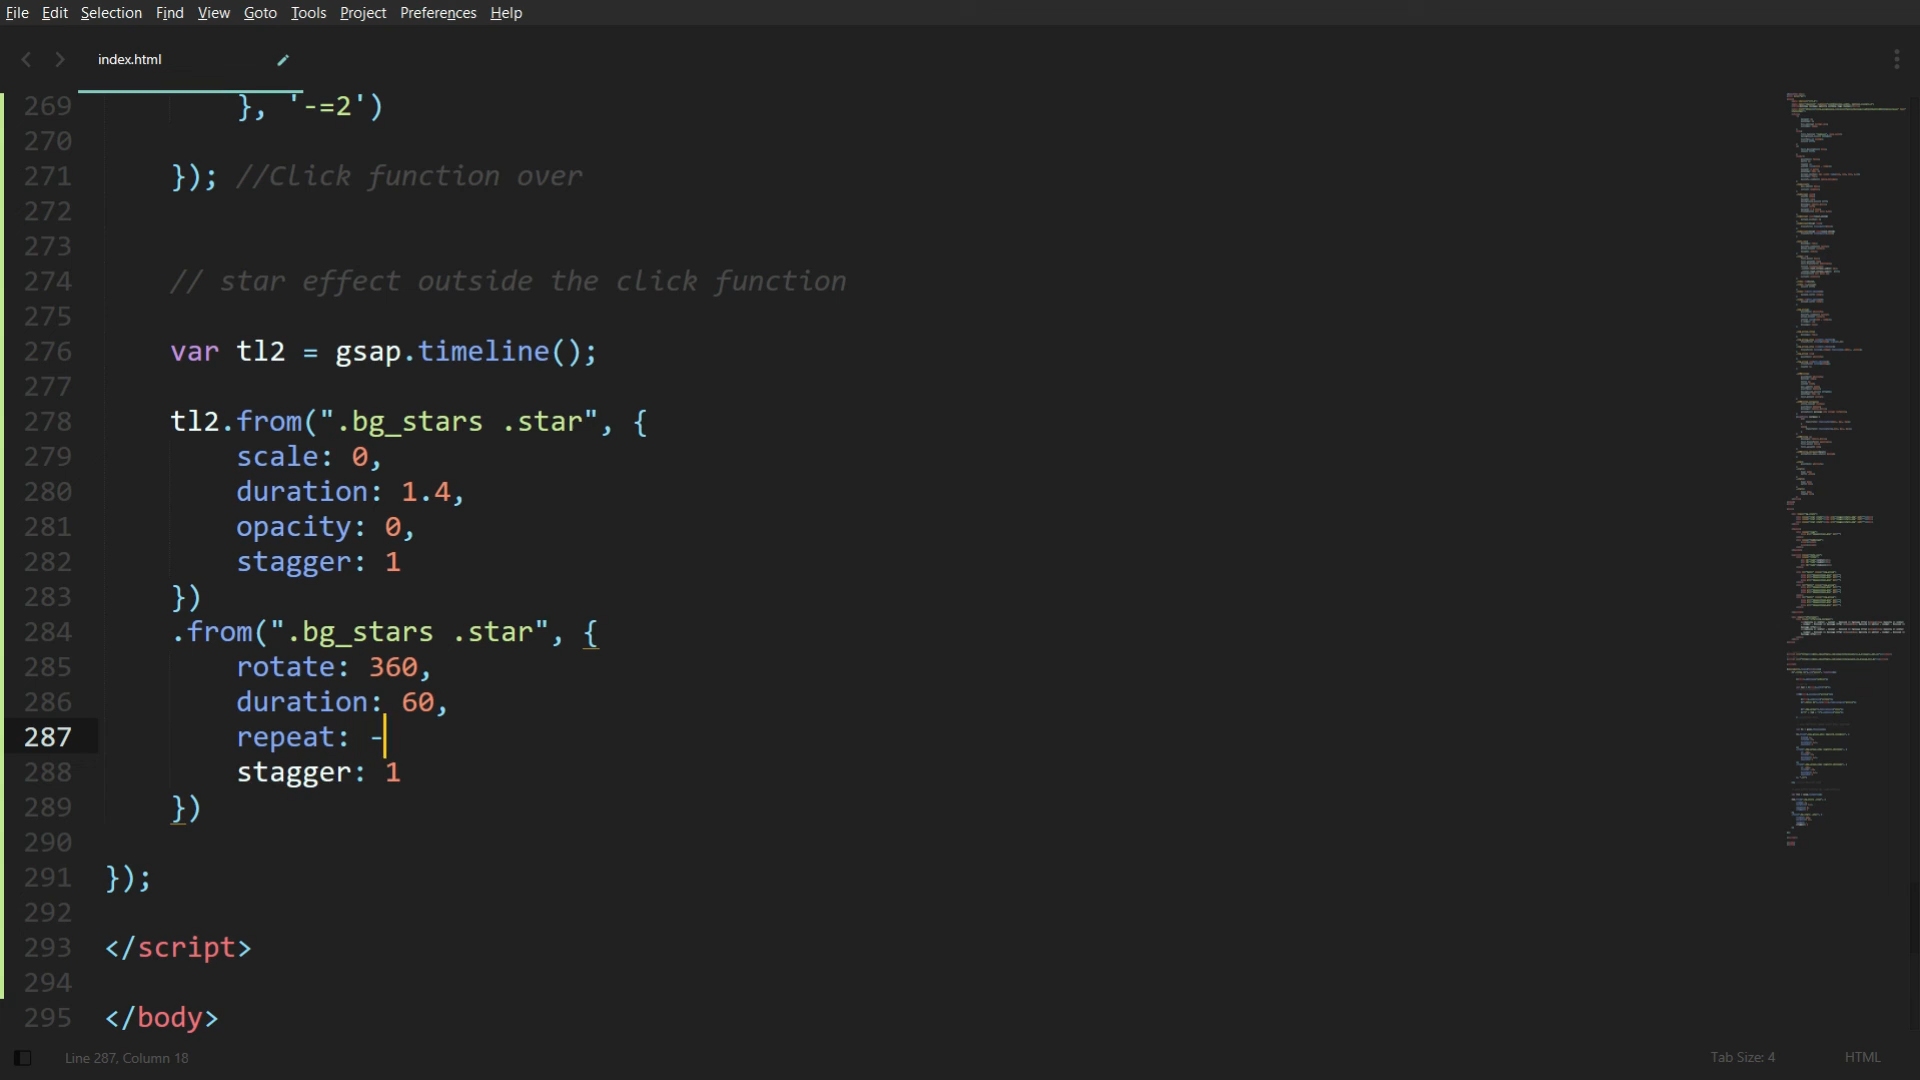 File Edit Selection Find View Goto Tools Project Preferences Help
index.html
269 }, '-=2')
270
271 }); //Click function over
272
273
274 // star effect outside the click function
275
276 var tl2 = gsap.timeline();
277
278 tl2.from(".bg_stars .star", {
279 scale: 0,
280 duration: 1.4,
281 opacity: 0,
282 stagger: 1
283 })
284 .from(".bg_stars .star", {
285 rotate: 360,
286 duration: 60,
287 repeat: -
288 stagger: 1
289 })
290
291 });
292
293 </script>
294
295 </body>
Line 287, Column 18 Tab Size: 4 HTML